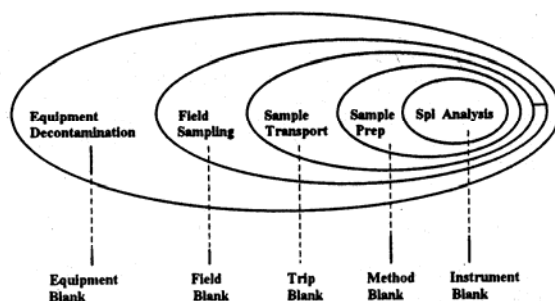 Equipment
Decontamination
Field
Sampling
Sample
Transport
Sample
Prep
Spl Analysis
Equipment
Blank
Field
Blank
Trip
Blank
Method
Blank
Instrument
Blank